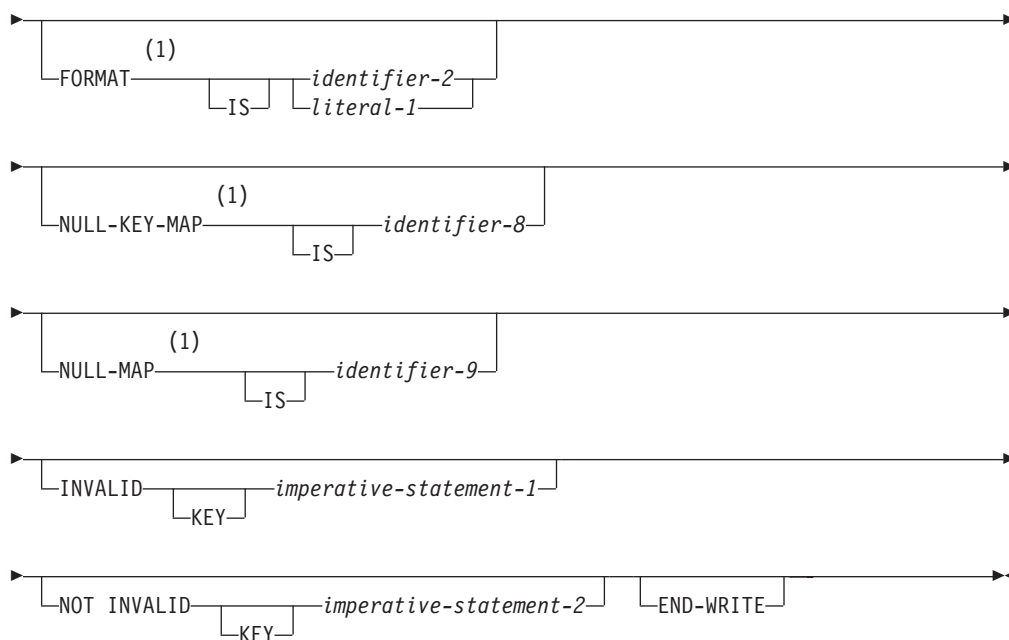 (1)
FORMAT IS identifier-2
literal-1
(1)
NULL-KEY-MAP IS identifier-8
(1)
NULL-MAP IS identifier-9
INVALID KEY imperative-statement-1
NOT INVALID KEY imperative-statement-2 END-WRITE